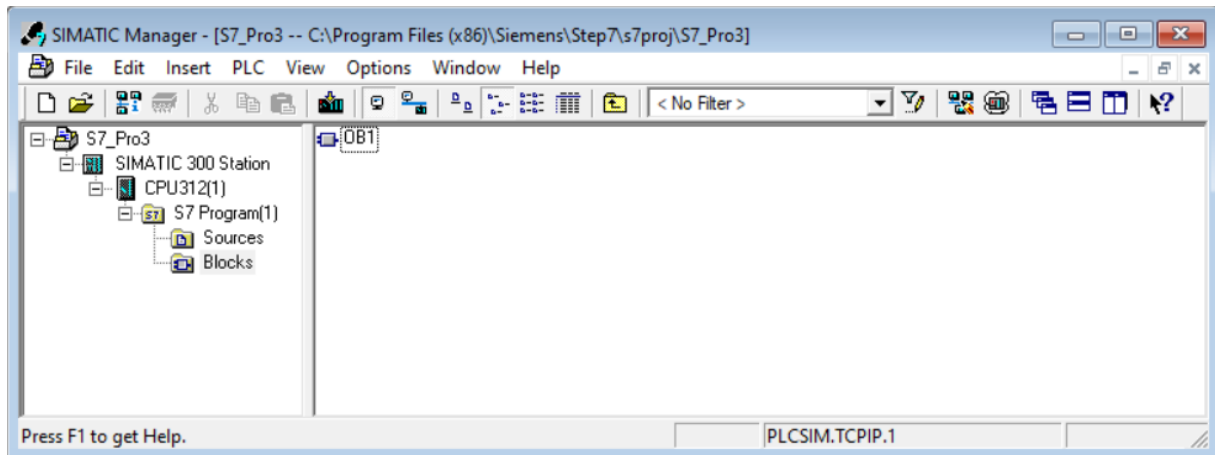 SIMATIC Manager - [S7_Pro3 -- C:\Program Files (x86)\Siemens\Step7\s7proj\S7_Pro3]
File Edit Insert PLC View Options Window Help
< No Filter >
S7_Pro3
SIMATIC 300 Station
CPU312(1)
S7 Program(1)
Sources
Blocks
OB1
Press F1 to get Help.
PLCSIM.TCPIP.1